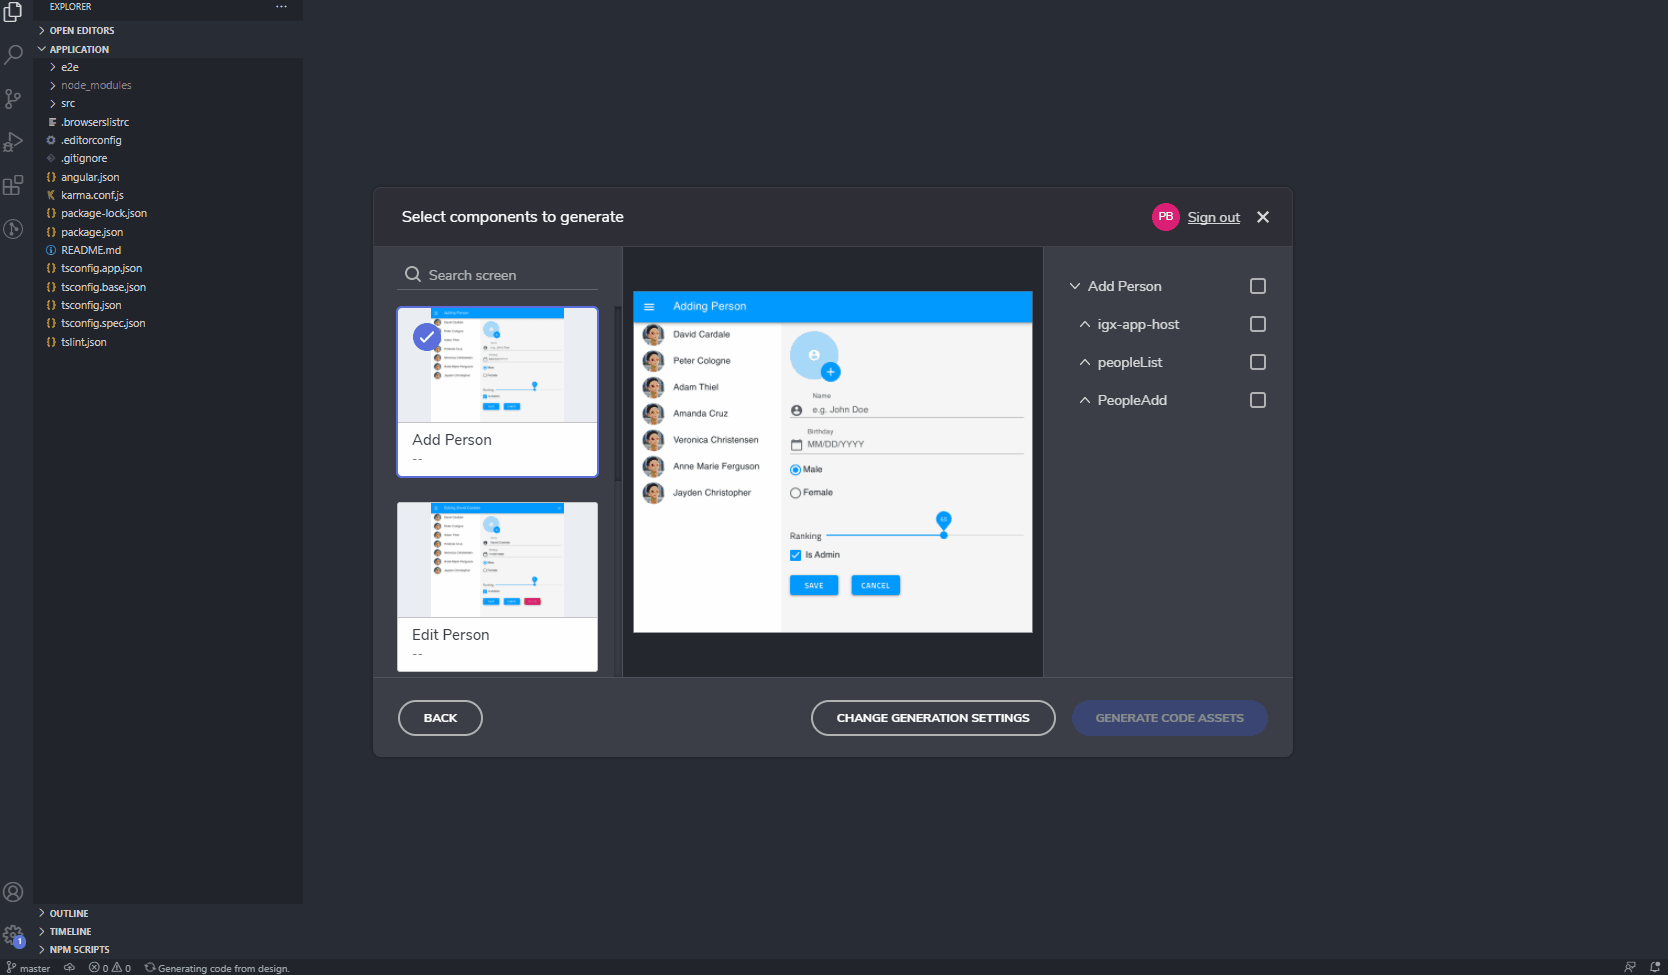 EXPLORER
OPEN EDITORS
APPLICATION
e2e
node_modules
src
.browserslistrc
.editorconfig
.gitignore
angular.json
karma.conf.js
package-lock.json
package.json
README.md
tsconfig.app.json
tsconfig.base.json
tsconfig.json
tsconfig.spec.json
tslint.json
OUTLINE
TIMELINE
NPM SCRIPTS
1
master
0 0
Generating code from design.
Select components to generate
PB
Sign out
Search screen
Add Person
--
Edit Person
--
Adding Person
David Cardale
Peter Cologne
Adam Thiel
Amanda Cruz
Veronica Christensen
Anne Marie Ferguson
Jayden Christopher
Name
e.g. John Doe
Birthday
MM/DD/YYYY
Male
Female
Ranking
Is Admin
SAVE
CANCEL
Add Person
igx-app-host
peopleList
PeopleAdd
BACK
CHANGE GENERATION SETTINGS
GENERATE CODE ASSETS